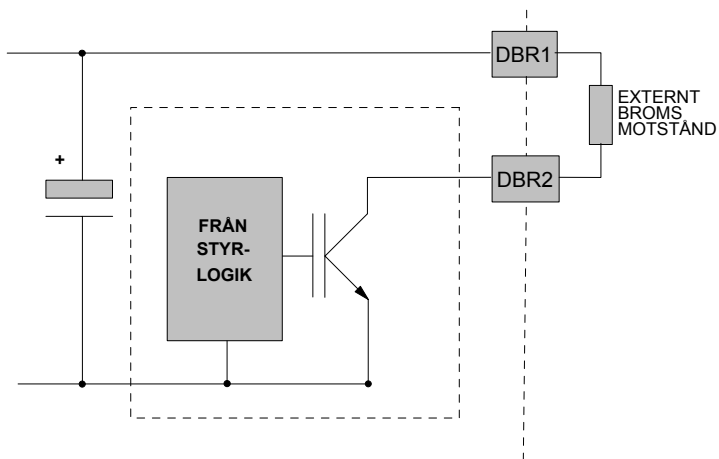 DBR1
EXTERNT
BROMS
MOTSTÅND
+
DBR2
FRÅN
STYR-
LOGIK